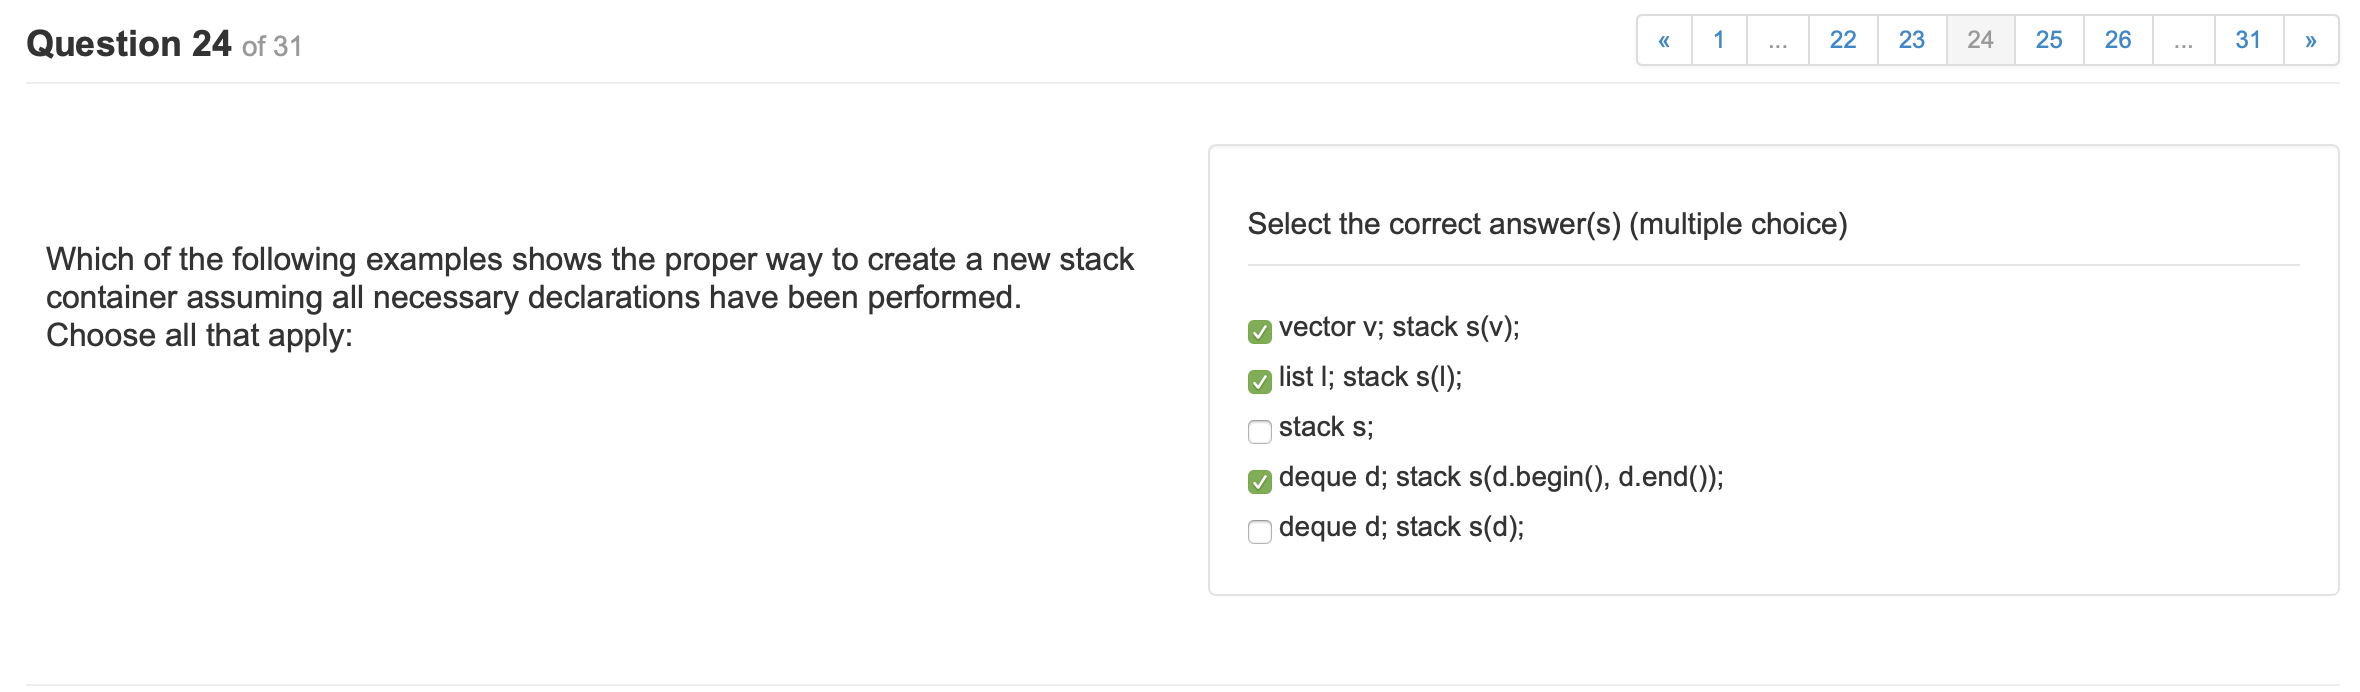 Question 24 of 31
« 1 ... 22 23 24 25 26 ... 31 »
Which of the following examples shows the proper way to create a new stack
container assuming all necessary declarations have been performed.
Choose all that apply:
Select the correct answer(s) (multiple choice)
vector v; stack s(v);
list l; stack s(l);
stack s;
deque d; stack s(d.begin(), d.end());
deque d; stack s(d);